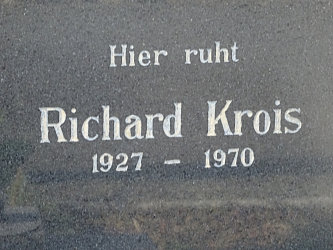 Hier ruht
Richard Krois
1927 – 1970